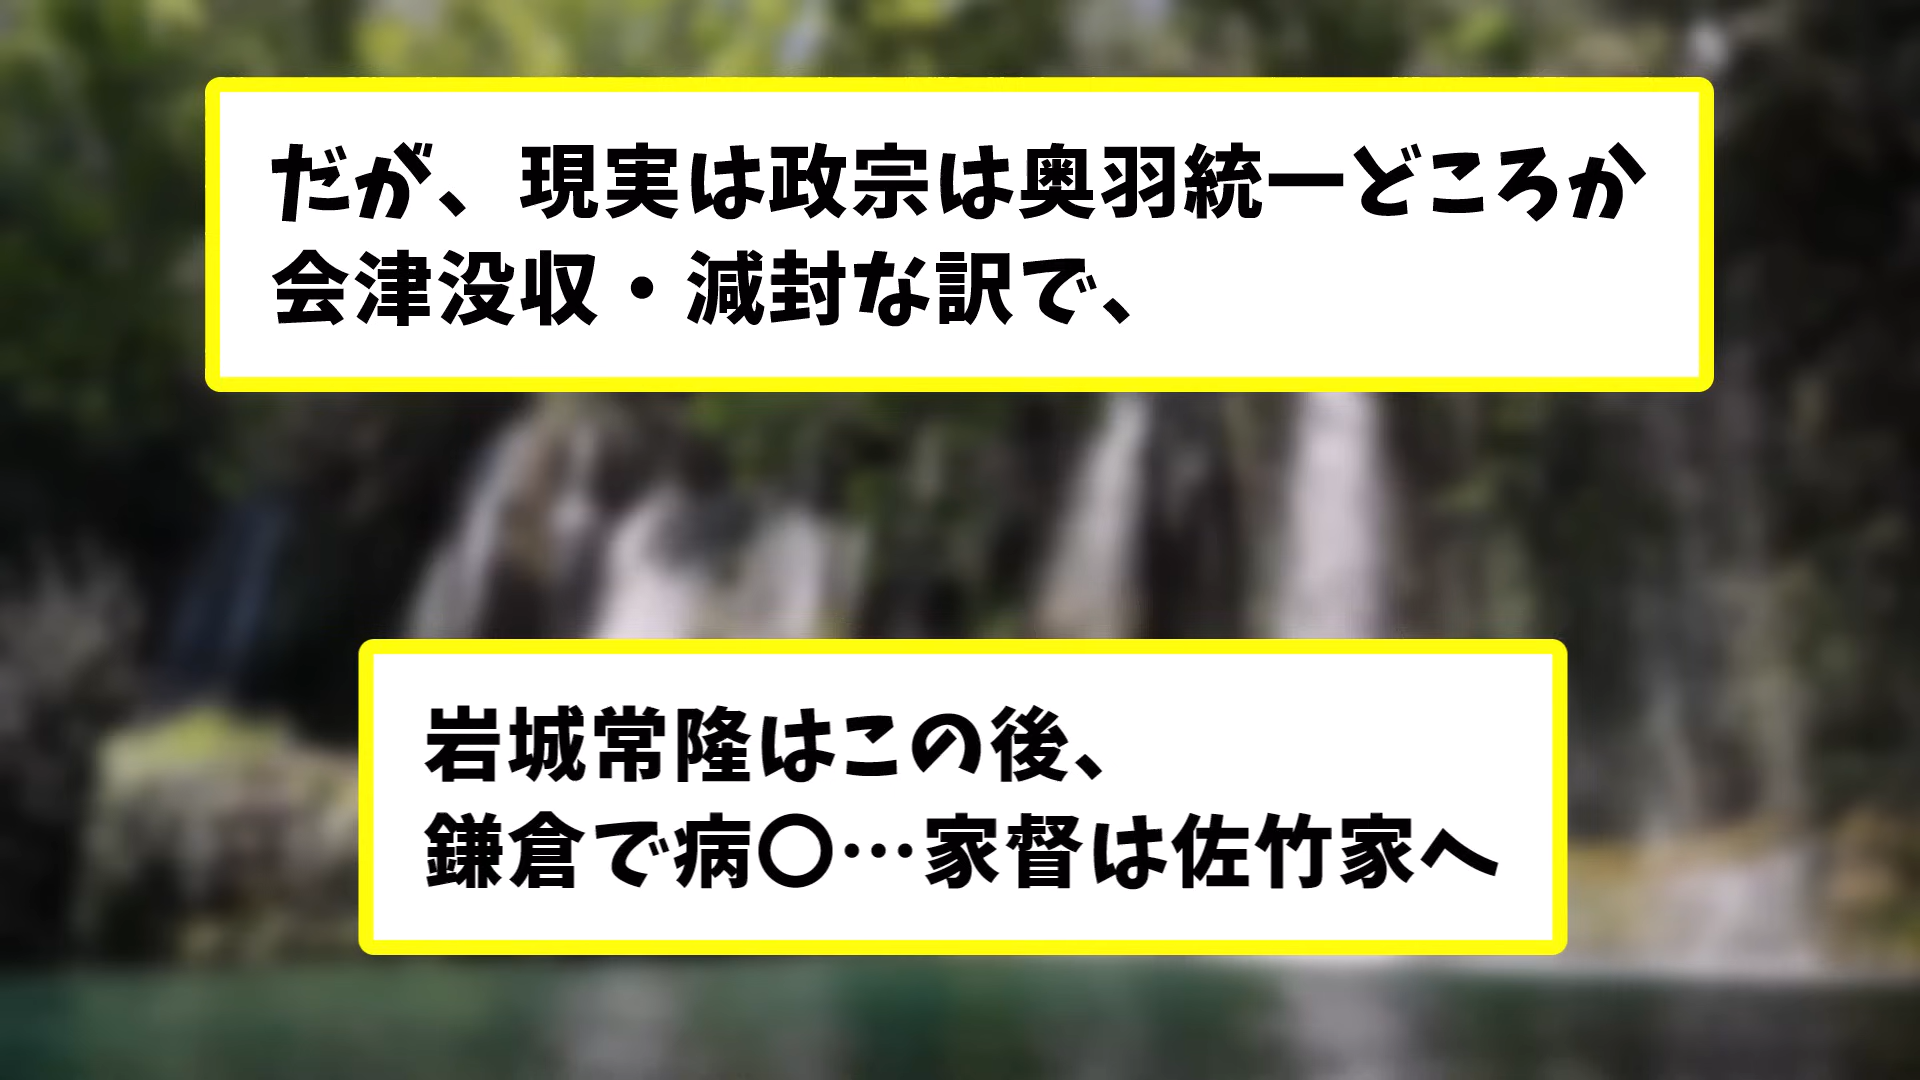 だが、現実は政宗は奥羽統一どころか
会津没収・減封な訳で、
岩城常隆はこの後、
鎌倉で病〇…家督は佐竹家へ